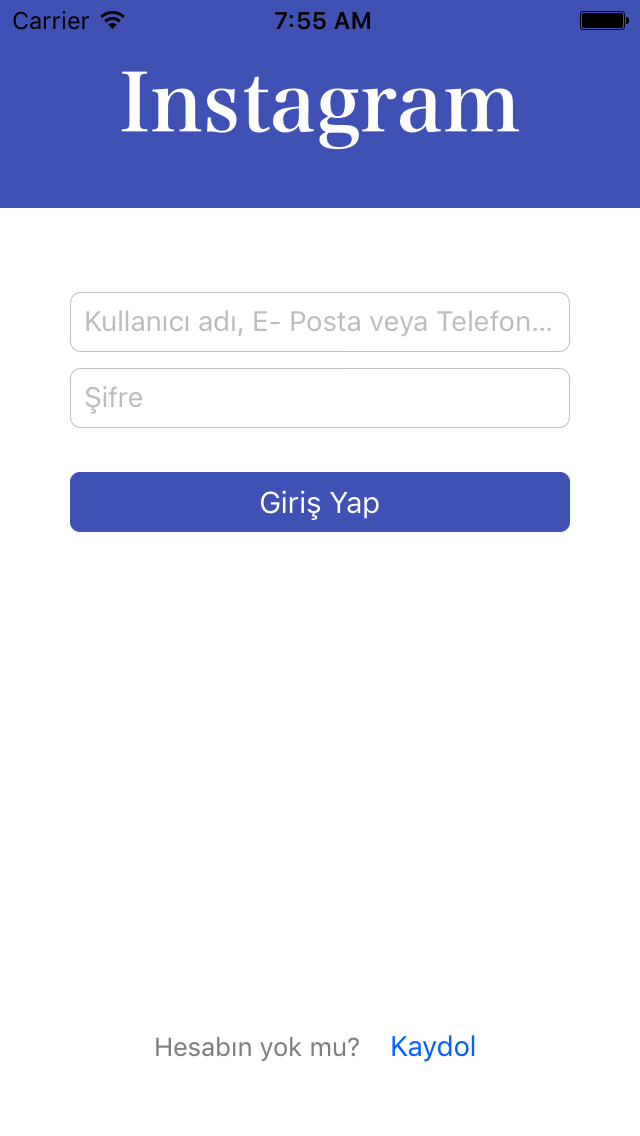 Carrier 7:55 AM
Instagram
Kullanıcı adı, E- Posta veya Telefon...
Şifre
Giriş Yap
Hesabın yok mu? Kaydol